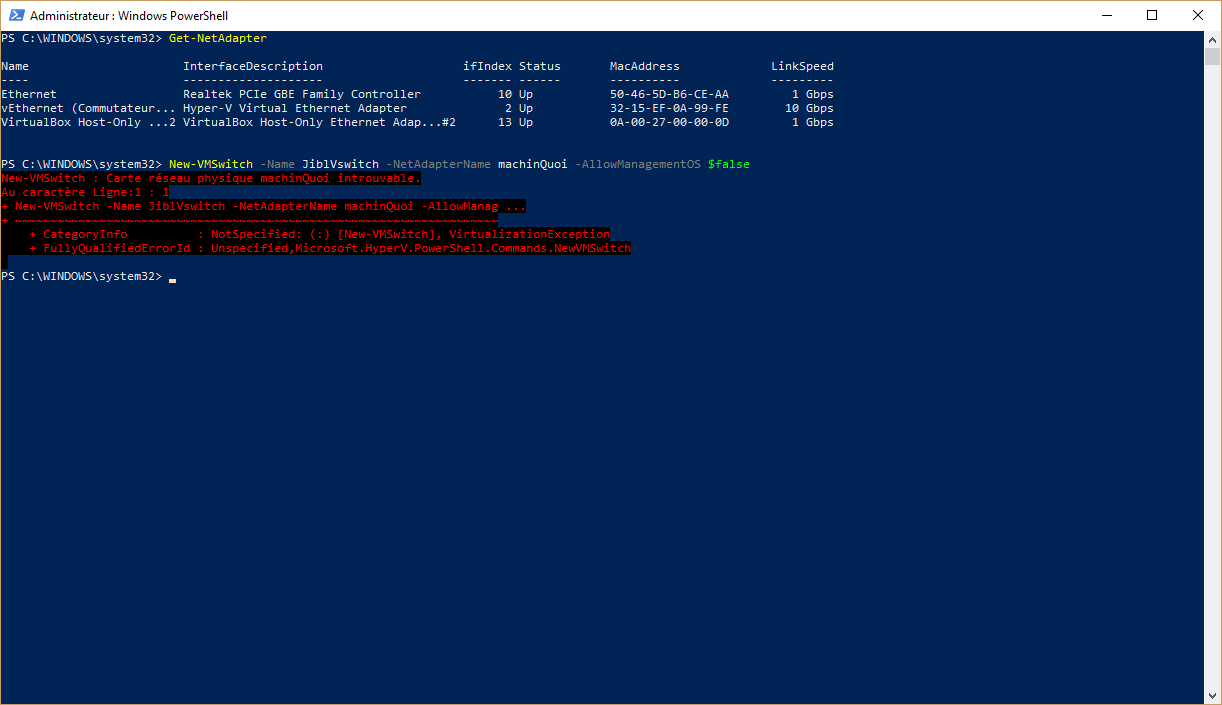 Administrateur : Windows PowerShell
PS C:\WINDOWS\system32> Get-NetAdapter
Name                      InterfaceDescription                    ifIndex Status       MacAddress             LinkSpeed
----                      --------------------                    ------- ------       ----------             ---------
Ethernet                  Realtek PCIe GBE Family Controller           10 Up           50-46-5D-B6-CE-AA         1 Gbps
vEthernet (Commutateur... Hyper-V Virtual Ethernet Adapter              2 Up           32-15-EF-0A-99-FE        10 Gbps
VirtualBox Host-Only ...2 VirtualBox Host-Only Ethernet Adap...#2      13 Up           0A-00-27-00-00-0D         1 Gbps
PS C:\WINDOWS\system32> New-VMSwitch -Name JiblVswitch -NetAdapterName machinQuoi -AllowManagementOS $false
New-VMSwitch : Carte réseau physique machinQuoi introuvable.
Au caractère Ligne:1 : 1
+ New-VMSwitch -Name JiblVswitch -NetAdapterName machinQuoi -AllowManag ...
+ ~~~~~~~~~~~~~~~~~~~~~~~~~~~~~~~~~~~~~~~~~~~~~~~~~~~~~~~~~~~~~~~~~~~~~
    + CategoryInfo          : NotSpecified: (:) [New-VMSwitch], VirtualizationException
    + FullyQualifiedErrorId : Unspecified,Microsoft.HyperV.PowerShell.Commands.NewVMSwitch
PS C:\WINDOWS\system32>